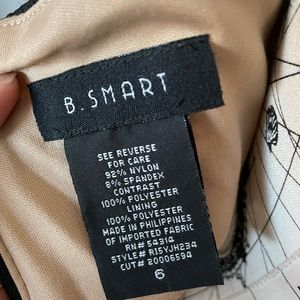 B.SMART
SEE REVERSE
FOR CARE
92% NYLON
8% SPANDEX
CONTRAST
100% POLYESTER
LINING
100% POLYESTER
MADE IN PHILIPPINES
OF IMPORTED FABRIC
RN# 54314
STYLE# R15YJH234
CUT# 20006594
6